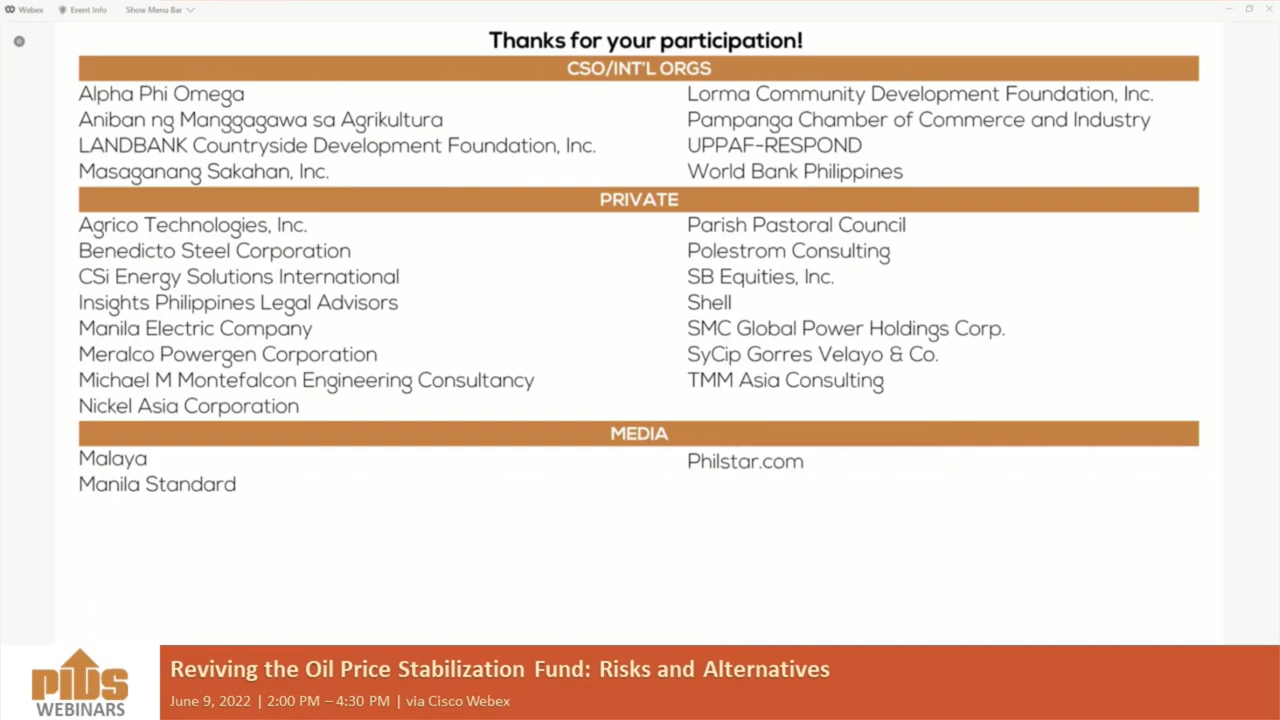 Webex
Event Info
Show Menu Bar
Thanks for your participation!
CSO/INT'L ORGS
Alpha Phi Omega
Aniban ng Manggagawa sa Agrikultura
LANDBANK Countryside Development Foundation, Inc.
Masaganang Sakahan, Inc.
Lorma Community Development Foundation, Inc.
Pampanga Chamber of Commerce and Industry
UPPAF-RESPOND
World Bank Philippines
PRIVATE
Agrico Technologies, Inc.
Benedicto Steel Corporation
CSi Energy Solutions International
Insights Philippines Legal Advisors
Manila Electric Company
Meralco Powergen Corporation
Michael M Montefalcon Engineering Consultancy
Nickel Asia Corporation
Parish Pastoral Council
Polestrom Consulting
SB Equities, Inc.
Shell
SMC Global Power Holdings Corp.
SyCip Gorres Velayo & Co.
TMM Asia Consulting
MEDIA
Malaya
Manila Standard
Philstar.com
PIDS
WEBINARS
Reviving the Oil Price Stabilization Fund: Risks and Alternatives
June 9, 2022 | 2:00 PM – 4:30 PM | via Cisco Webex